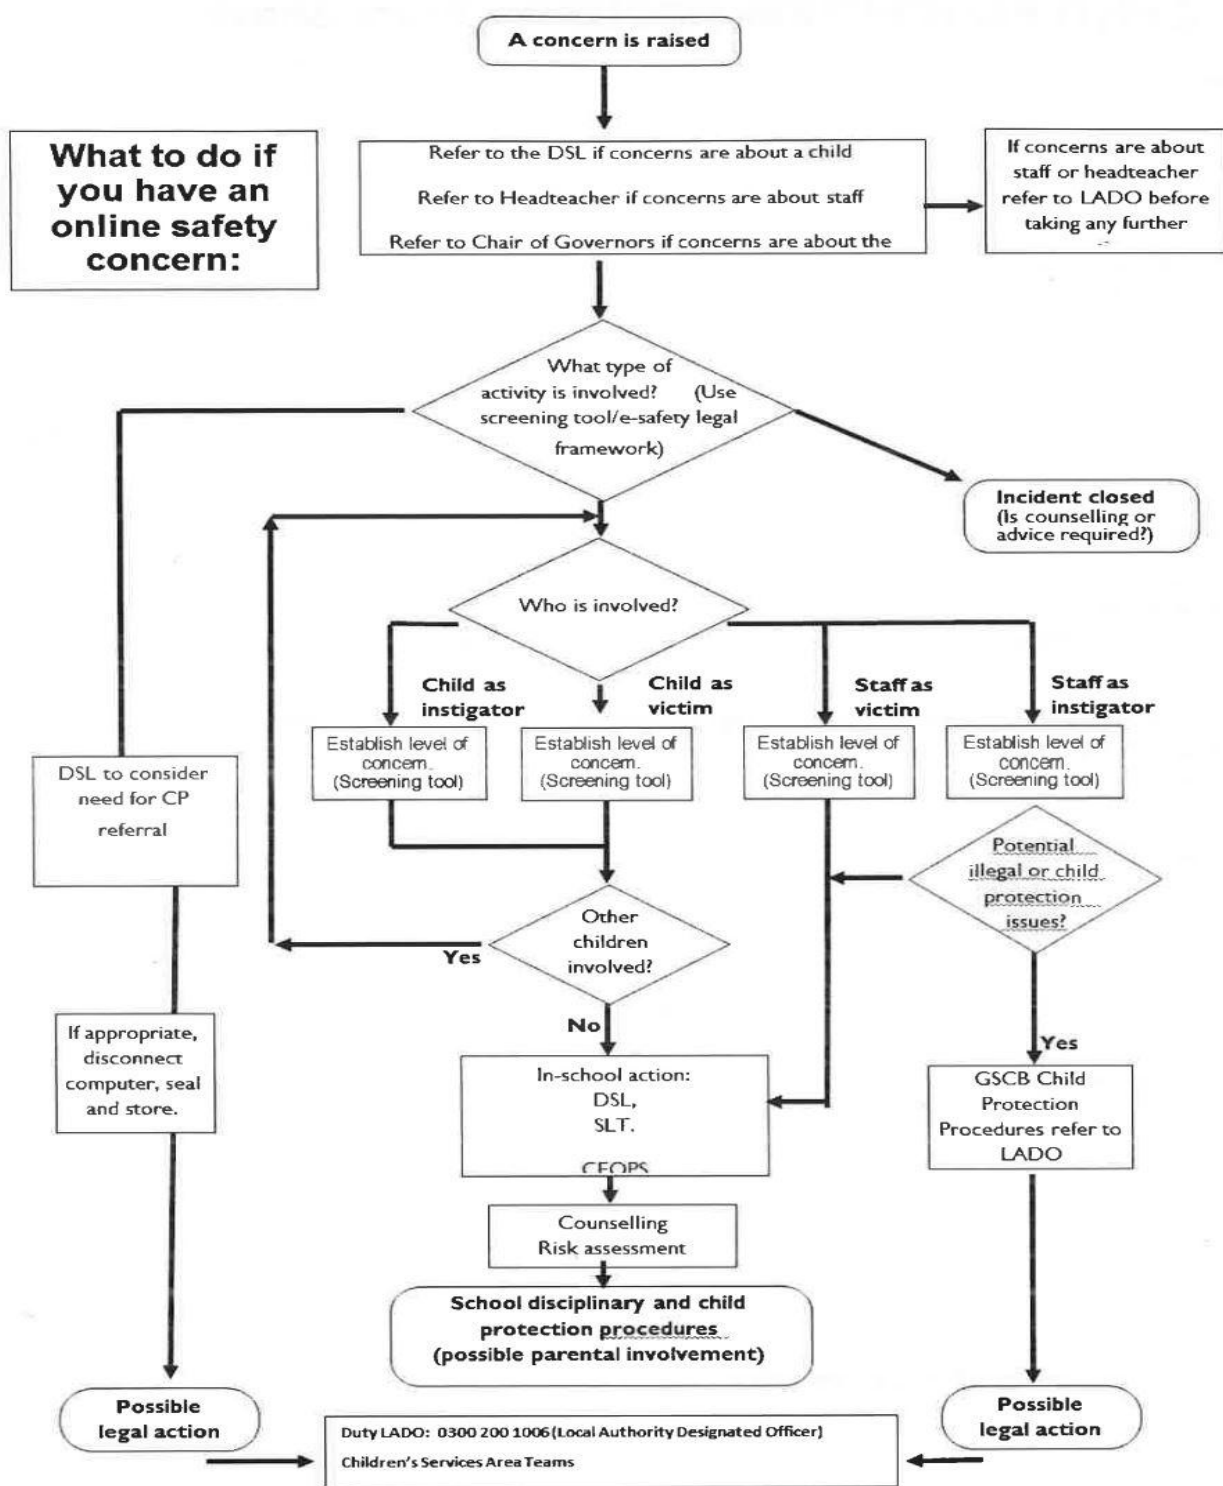 A concern is raised
What to do if
you have an
online safety
concern:
Refer to the DSL if concerns are about a child
Refer to Headteacher if concerns are about staff
Refer to Chair of Governors if concerns are about the
If concerns are about
staff or headteacher
refer to LADO before
taking any further
What type of
activity is involved? (Use
screening tool/e-safety legal
framework)
Incident closed
(Is counselling or
advice required?)
Who is involved?
Child as
instigator
Child as
victim
Staff as
victim
Staff as
instigator
Establish level of
concern.
(Screening tool)
Establish level of
concern.
(Screening tool)
Establish level of
concern.
(Screening tool)
Establish level of
concern.
(Screening tool)
DSL to consider
need for CP
referral
Potential
illegal or child
protection
issues?
Other
children
involved?
Yes
No
Yes
If appropriate,
disconnect
computer, seal
and store.
In-school action:
DSL,
SLT.
CEOPS
GSCB Child
Protection
Procedures refer to
LADO
Counselling
Risk assessment
School disciplinary and child
protection procedures
(possible parental involvement)
Possible
legal action
Possible
legal action
Duty LADO: 0300 200 1006 (Local Authority Designated Officer)
Children's Services Area Teams